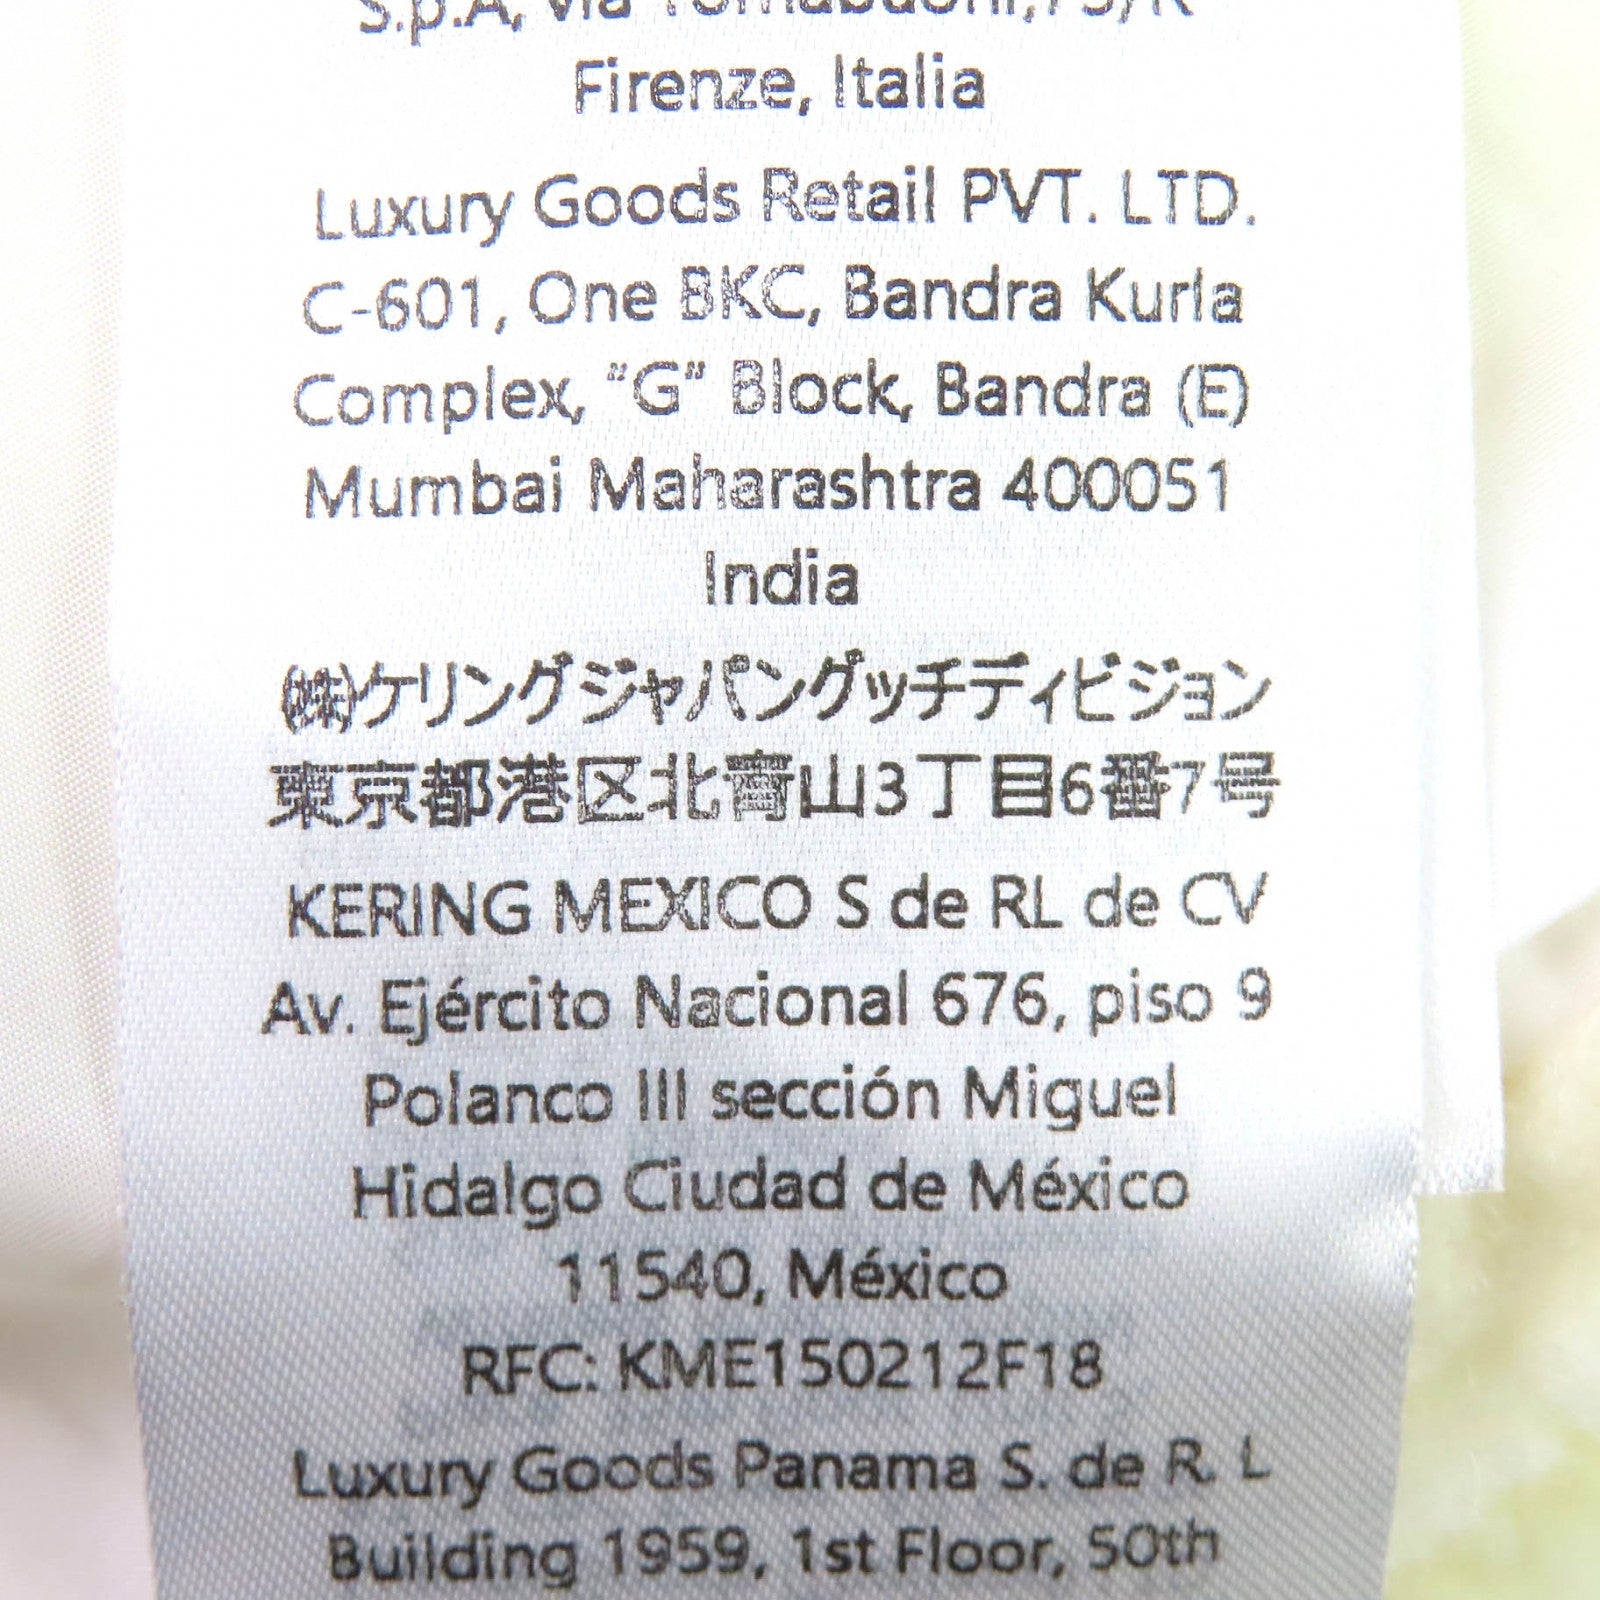 S.p.A, via Tornabuoni, 73/R
Firenze, Italia
Luxury Goods Retail PVT. LTD.
C-601, One BKC, Bandra Kurla
Complex, "G" Block, Bandra (E)
Mumbai Maharashtra 400051
India
(株)ケリングジャパングッチディビジョン
東京都港区北青山3丁目6番7号
KERING MEXICO S de RL de CV
Av. Ejército Nacional 676, piso 9
Polanco III sección Miguel
Hidalgo Ciudad de México
11540, México
RFC: KME150212F18
Luxury Goods Panama S. de R. L
Building 1959, 1st Floor, 50th